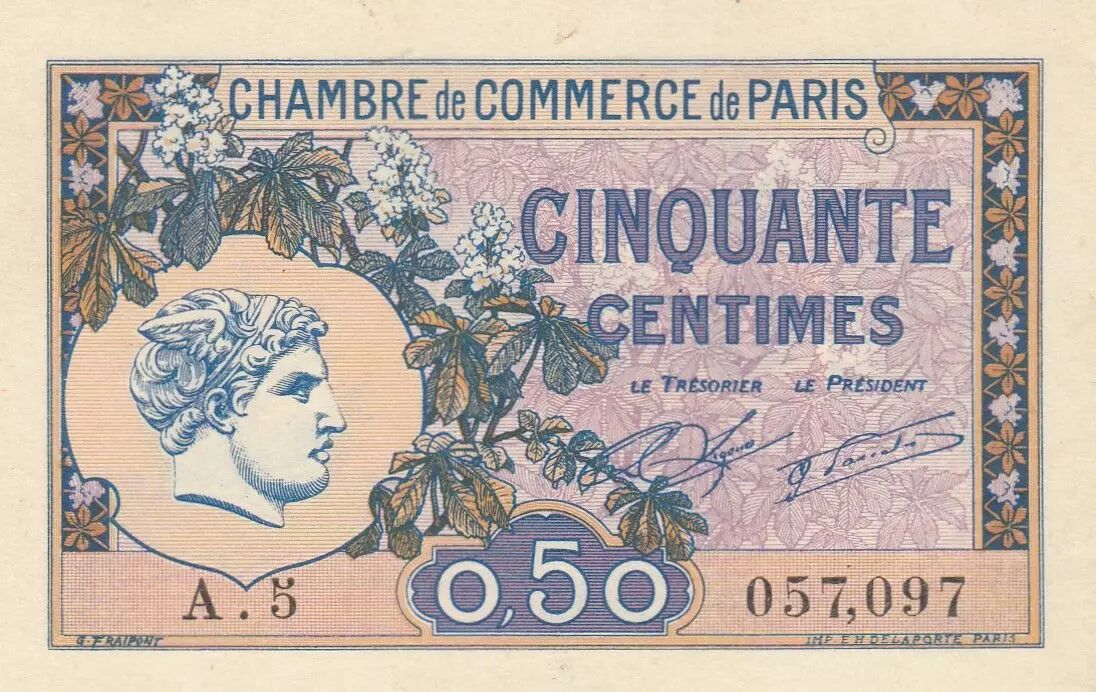 CHAMBRE de COMMERCE de PARIS
CINQUANTE
CENTIMES
LE TRÉSORIER LE PRÉSIDENT
A.5 0,50 057,097
G. FRAIPONT IMP. E. H DELAPORTE PARIS